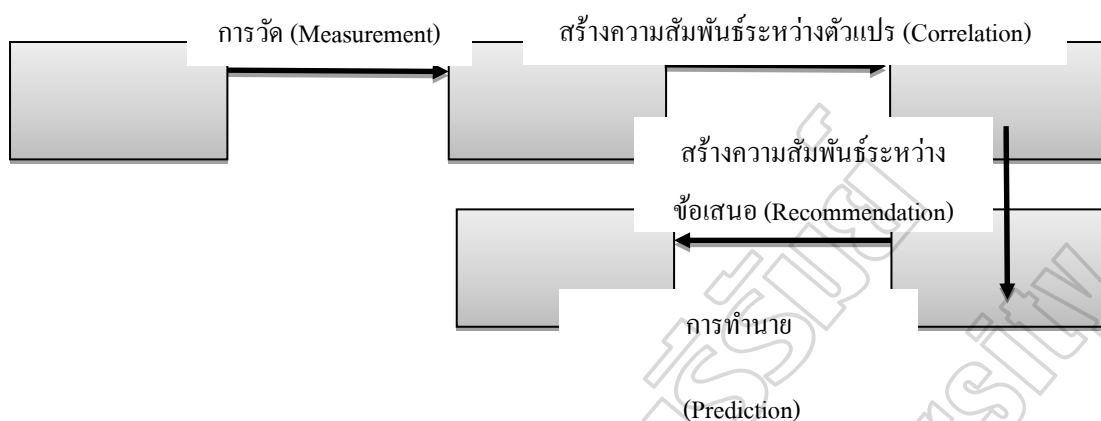 การวัด (Measurement)
สร้างความสัมพันธ์ระหว่างตัวแปร (Correlation)
สร้างความสัมพันธ์ระหว่าง
ข้อเสนอ (Recommendation)
การทำนาย
(Prediction)